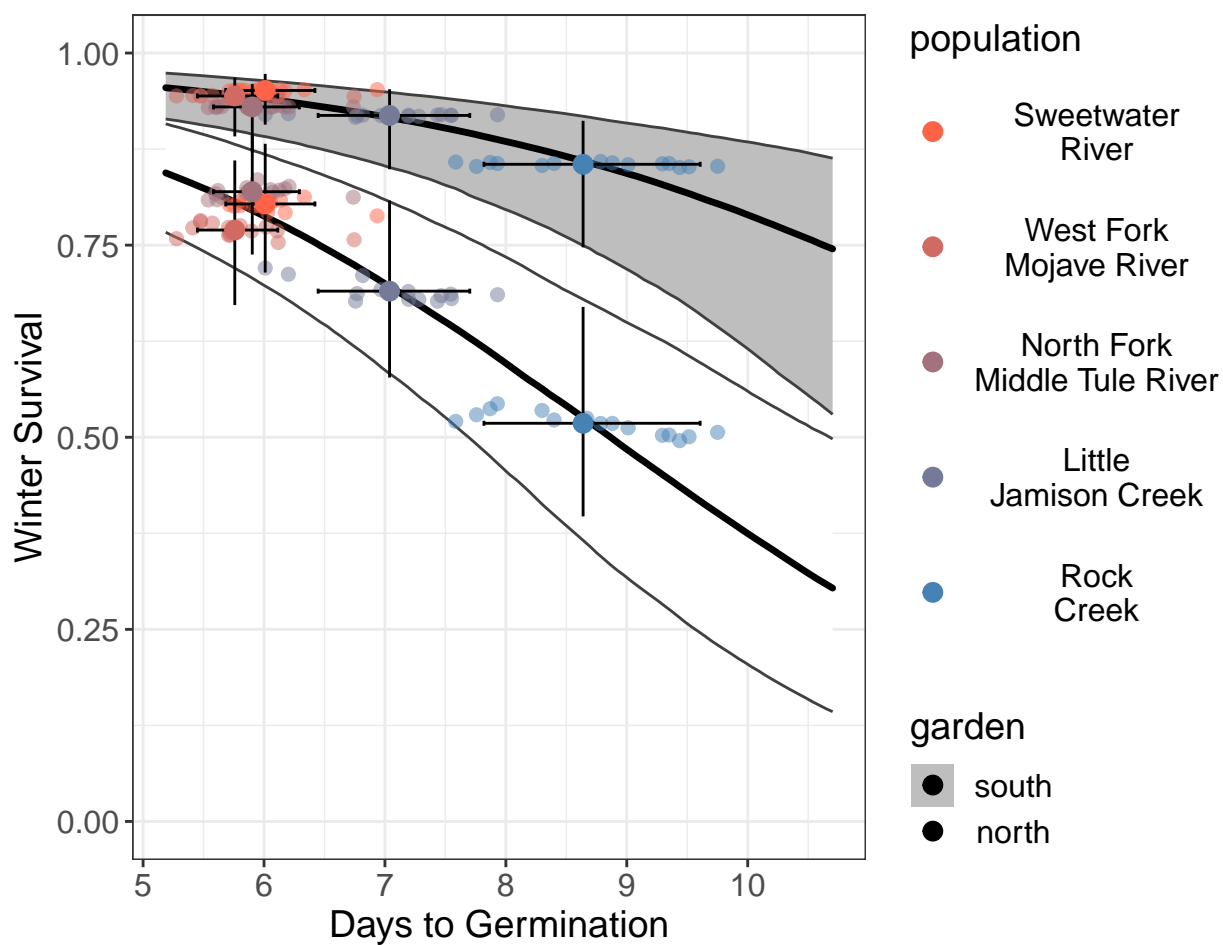 1.00
0.75
0.50
0.25
0.00
Winter Survival
5 6 7 8 9 10
Days to Germination
population
Sweetwater
River
West Fork
Mojave River
North Fork
Middle Tule River
Little
Jamison Creek
Rock
Creek
garden
south
north